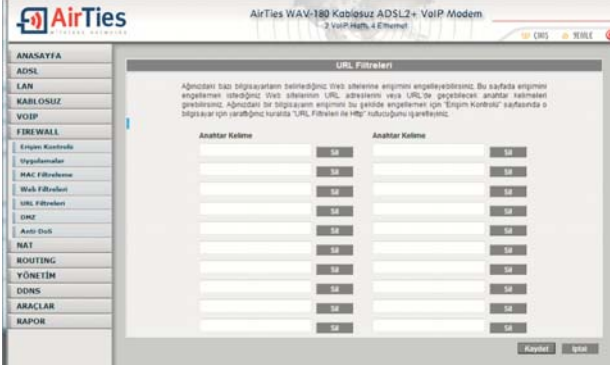 AirTies
wireless networks
AirTies WAV-180 Kablosuz ADSL2+ VoIP Modem
2 VoIP Hattı, 4 Ethernet
ÇIKIŞ YENİLE
ANASAYFA
ADSL
LAN
KABLOSUZ
VOIP
FIREWALL
Erişim Kontrolü
Uygulamalar
MAC Filtreleme
Web Filtreleri
URL Filtreleri
DMZ
Anti-DoS
NAT
ROUTING
YÖNETİM
DDNS
ARAÇLAR
RAPOR
URL Filtreleri
Ağınızdaki bazı bilgisayarların belirlediğiniz Web sitelerine erişimini engelleyebilirsiniz. Bu sayfada erişimini
engellemek istediğiniz Web sitelerinin URL adreslerini veya URL'de geçebilecek anahtar kelimeleri
girebilirsiniz. Ağınızdaki bir bilgisayarın erişimini bu şekilde engellemek için "Erişim Kontrolü" sayfasında o
bilgisayar için yarattığınız kuralda "URL Filtreleri ile Http" kutucuğunu işaretleyiniz.
Anahtar Kelime Anahtar Kelime
Sil Sil
Sil Sil
Sil Sil
Sil Sil
Sil Sil
Sil Sil
Sil Sil
Sil Sil
Sil Sil
Sil Sil
Kaydet İptal